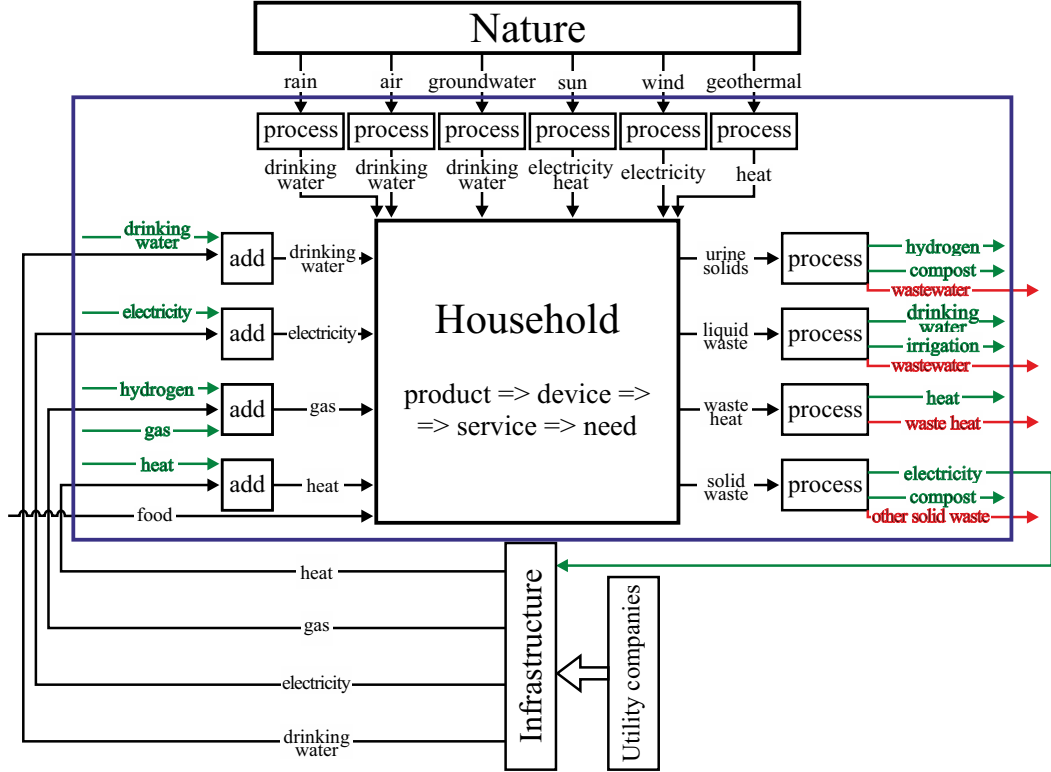 Nature
rain air groundwater sun wind geothermal
process process process process process process
drinking water
drinking water
drinking water
electricity heat
electricity
heat
drinking
water
add
drinking
water
electricity
add
electricity
hydrogen
add
gas
gas
heat
add
heat
food
Household
product => device =>
=> service => need
urine
solids
process
hydrogen
compost
wastewater
liquid
waste
process
drinking
water
irrigation
wastewater
waste
heat
process
heat
waste heat
solid
waste
process
electricity
compost
other solid waste
heat
gas
electricity
drinking
water
Infrastructure
Utility companies